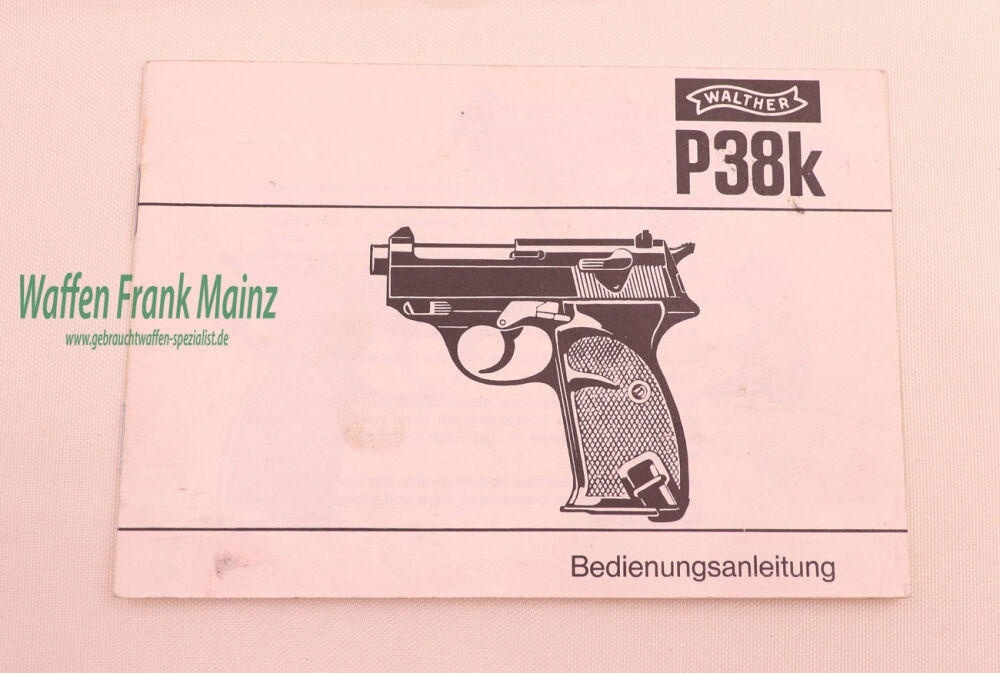 WALTHER
P38k
Waffen Frank Mainz
www.gebrauchtwaffen-spezialist.de
Bedienungsanleitung